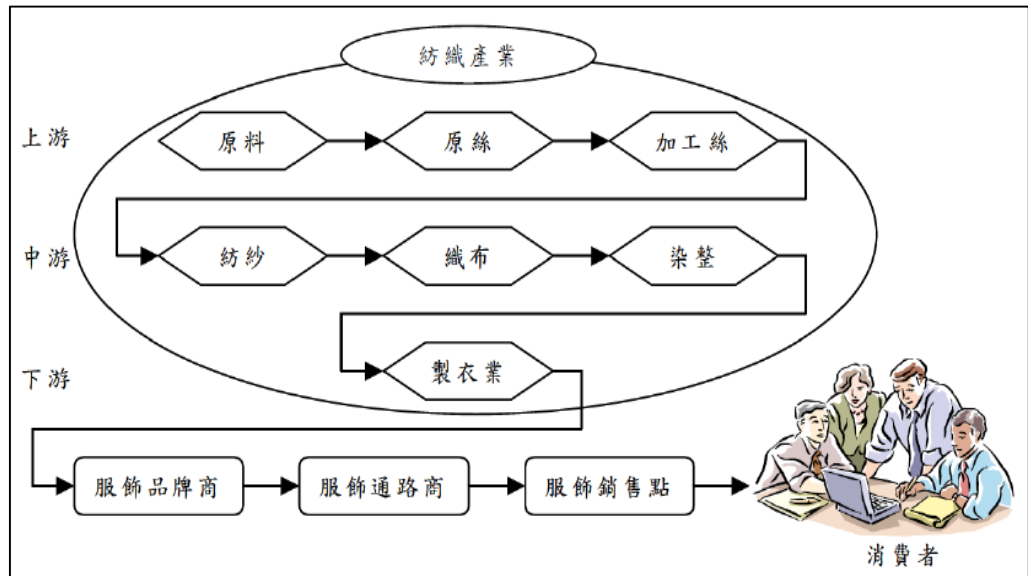 紡織產業
上游
原料
原絲
加工絲
中游
紡紗
織布
染整
下游
製衣業
服飾品牌商
服飾通路商
服飾銷售點
消費者